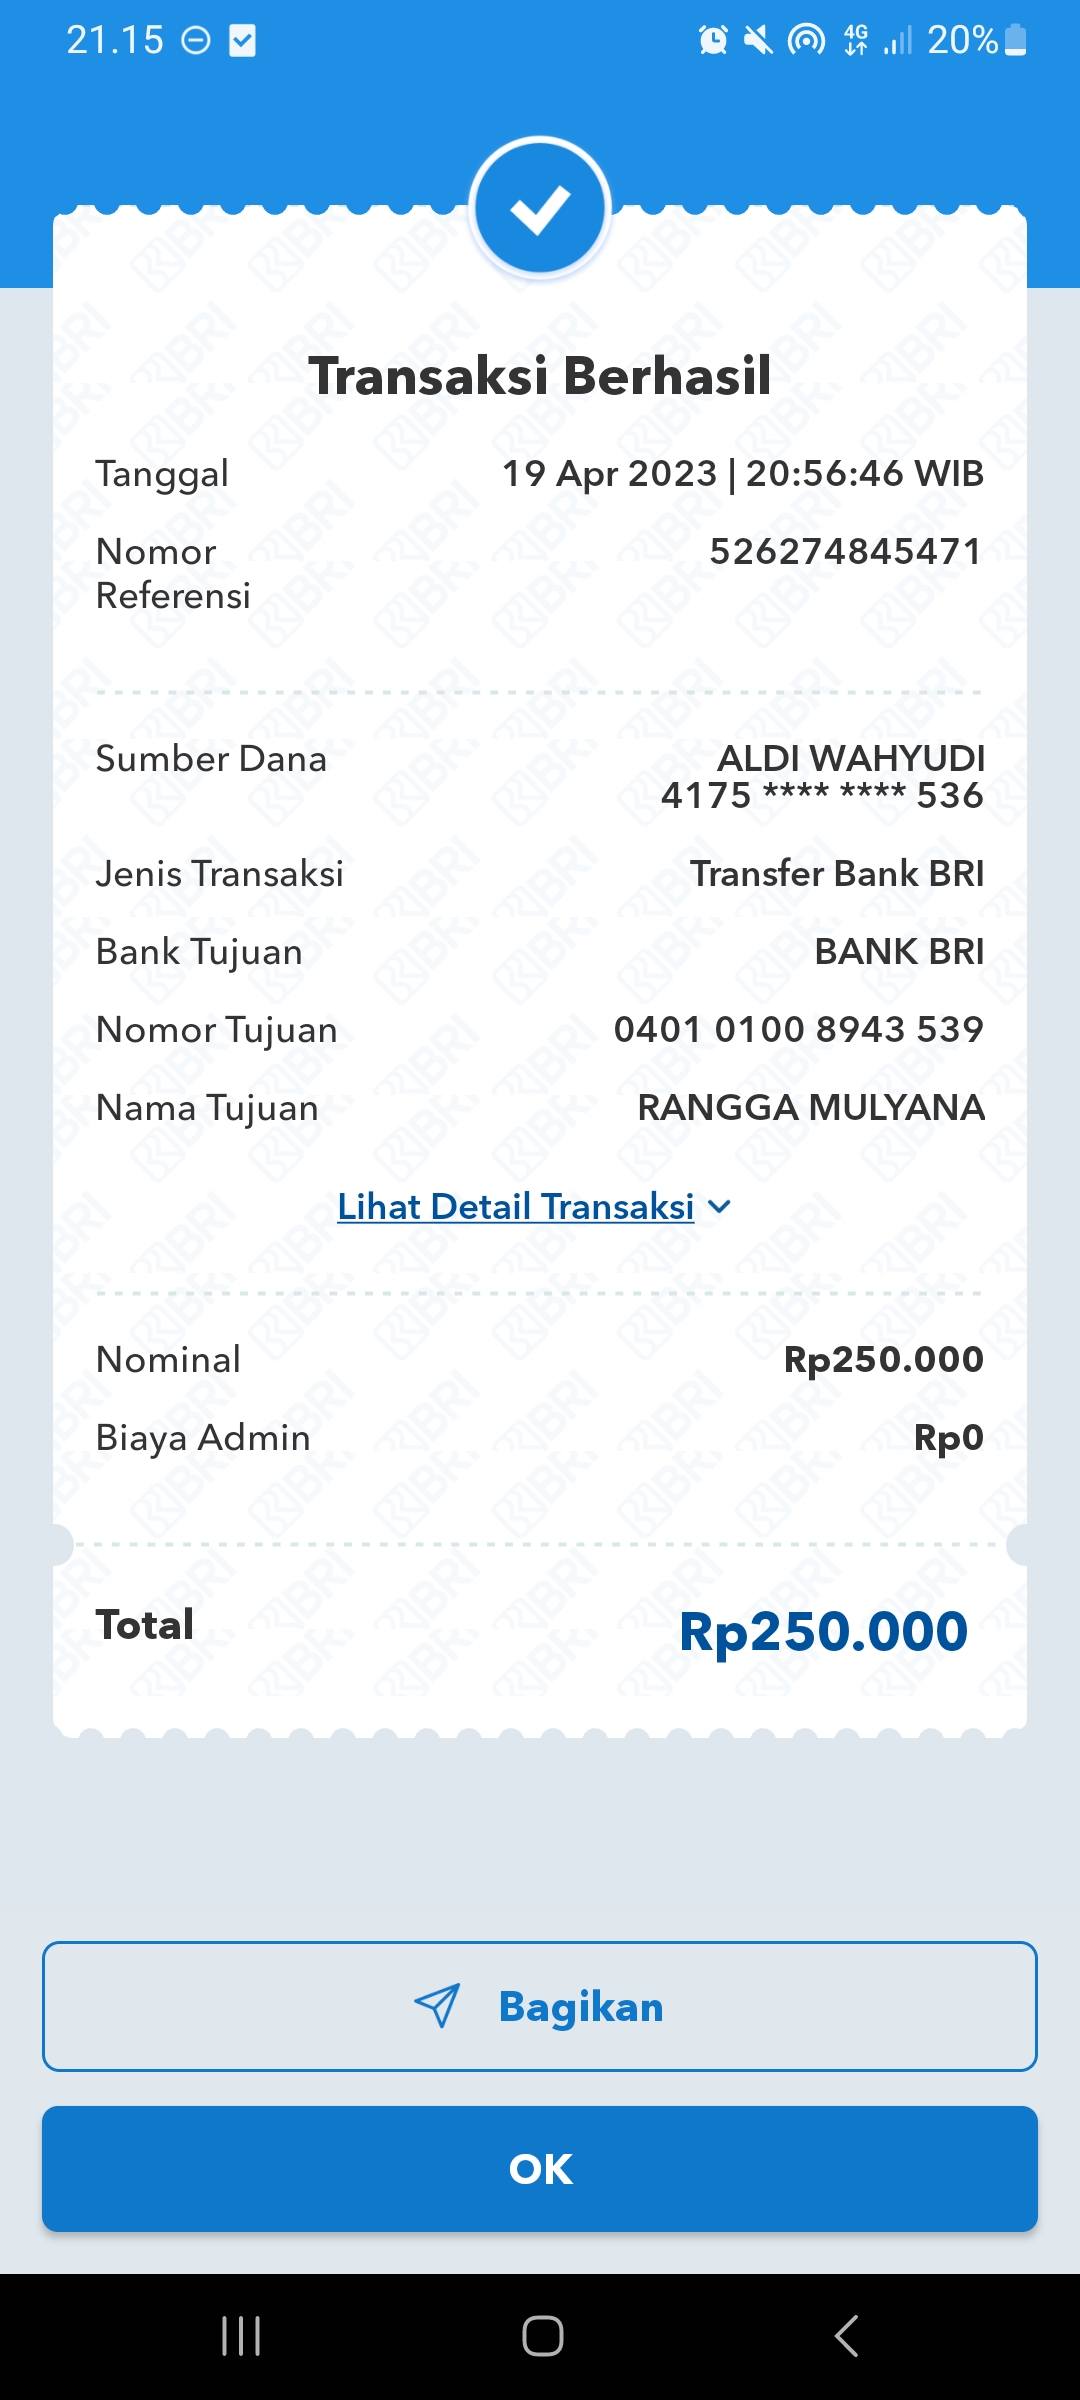 21.15 4G 20%
Transaksi Berhasil
Tanggal 19 Apr 2023 | 20:56:46 WIB
Nomor 526274845471
Referensi
Sumber Dana ALDI WAHYUDI
4175 **** **** 536
Jenis Transaksi Transfer Bank BRI
Bank Tujuan BANK BRI
Nomor Tujuan 0401 0100 8943 539
Nama Tujuan RANGGA MULYANA
Lihat Detail Transaksi
Nominal Rp250.000
Biaya Admin Rp0
Total Rp250.000
Bagikan
OK